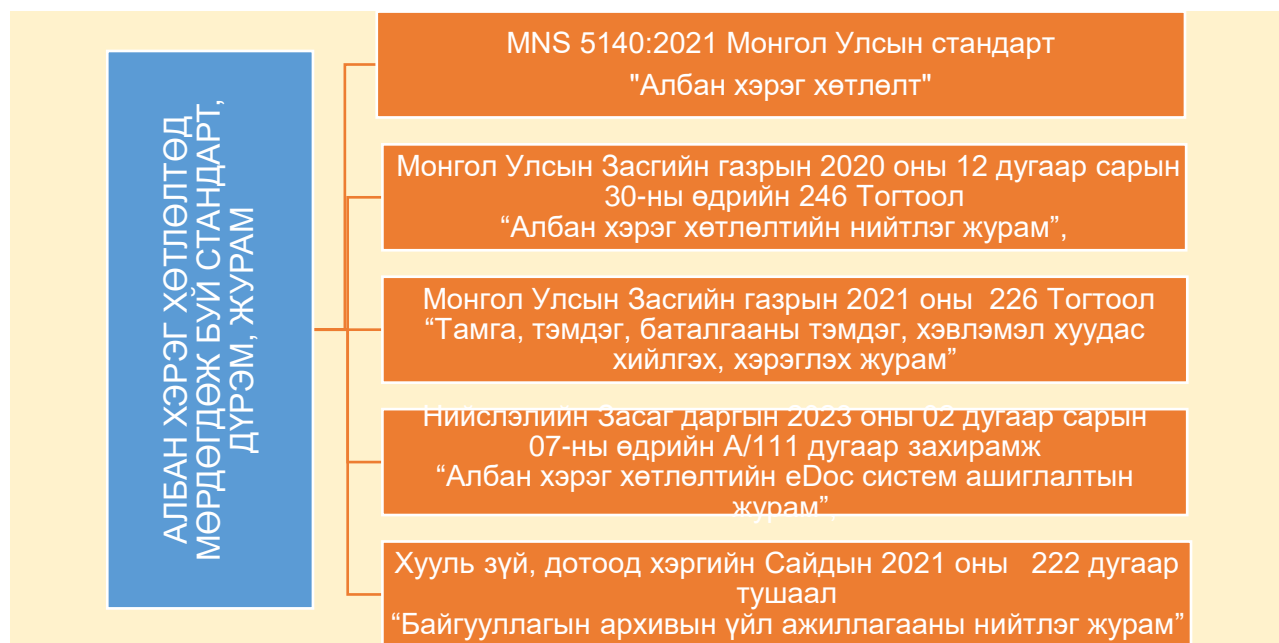 АЛБАН ХЭРЭГ ХӨТЛӨЛТӨД
МӨРДӨГДӨЖ БУЙ СТАНДАРТ,
ДҮРЭМ, ЖУРАМ
MNS 5140:2021 Монгол Улсын стандарт
"Албан хэрэг хөтлөлт"
Монгол Улсын Засгийн газрын 2020 оны 12 дугаар сарын
30-ны өдрийн 246 Тогтоол
“Албан хэрэг хөтлөлтийн нийтлэг журам”,
Монгол Улсын Засгийн газрын 2021 оны 226 Тогтоол
“Тамга, тэмдэг, баталгааны тэмдэг, хэвлэмэл хуудас
хийлгэх, хэрэглэх журам”
Нийслэлийн Засаг даргын 2023 оны 02 дугаар сарын
07-ны өдрийн А/111 дугаар захирамж
“Албан хэрэг хөтлөлтийн eDoc систем ашиглалтын
журам”,
Хууль зүй, дотоод хэргийн Сайдын 2021 оны 222 дугаар
тушаал
“Байгууллагын архивын үйл ажиллагааны нийтлэг журам”